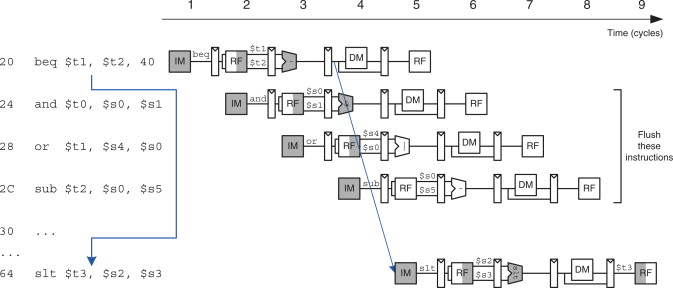 1 2 3 4 5 6 7 8 9
Time (cycles)
20 beq $t1, $t2, 40
IM beq RF $t1 $t2 - DM RF
24 and $t0, $s0, $s1
IM and RF $s0 $s1 & DM RF
28 or $t1, $s4, $s0
IM or RF $s4 $s0 | DM RF
2C sub $t2, $s0, $s5
IM sub RF $s0 $s5 - DM RF
Flush
these
instructions
30 ...
...
64 slt $t3, $s2, $s3
IM slt RF $s2 $s3 slt DM $t3 RF